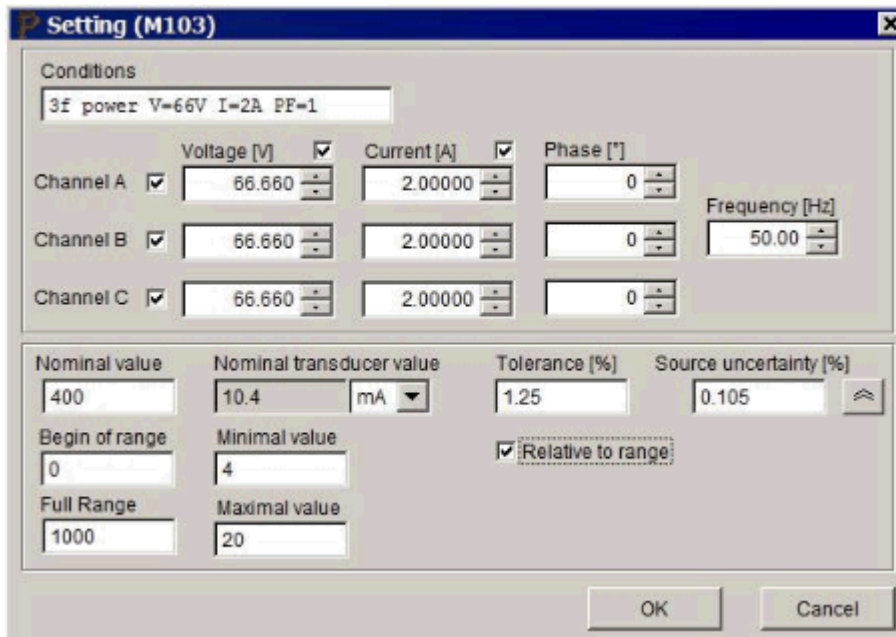 Setting (M103)
Conditions
3f power V=66V I=2A PF=1
Voltage [V] Current [A] Phase [°]
Channel A 66.660 2.00000 0
Frequency [Hz]
Channel B 66.660 2.00000 0 50.00
Channel C 66.660 2.00000 0
Nominal value Nominal transducer value Tolerance [%] Source uncertainty [%]
400 10.4 mA 1.25 0.105
Begin of range Minimal value
0 4 Relative to range
Full Range Maximal value
1000 20
OK Cancel